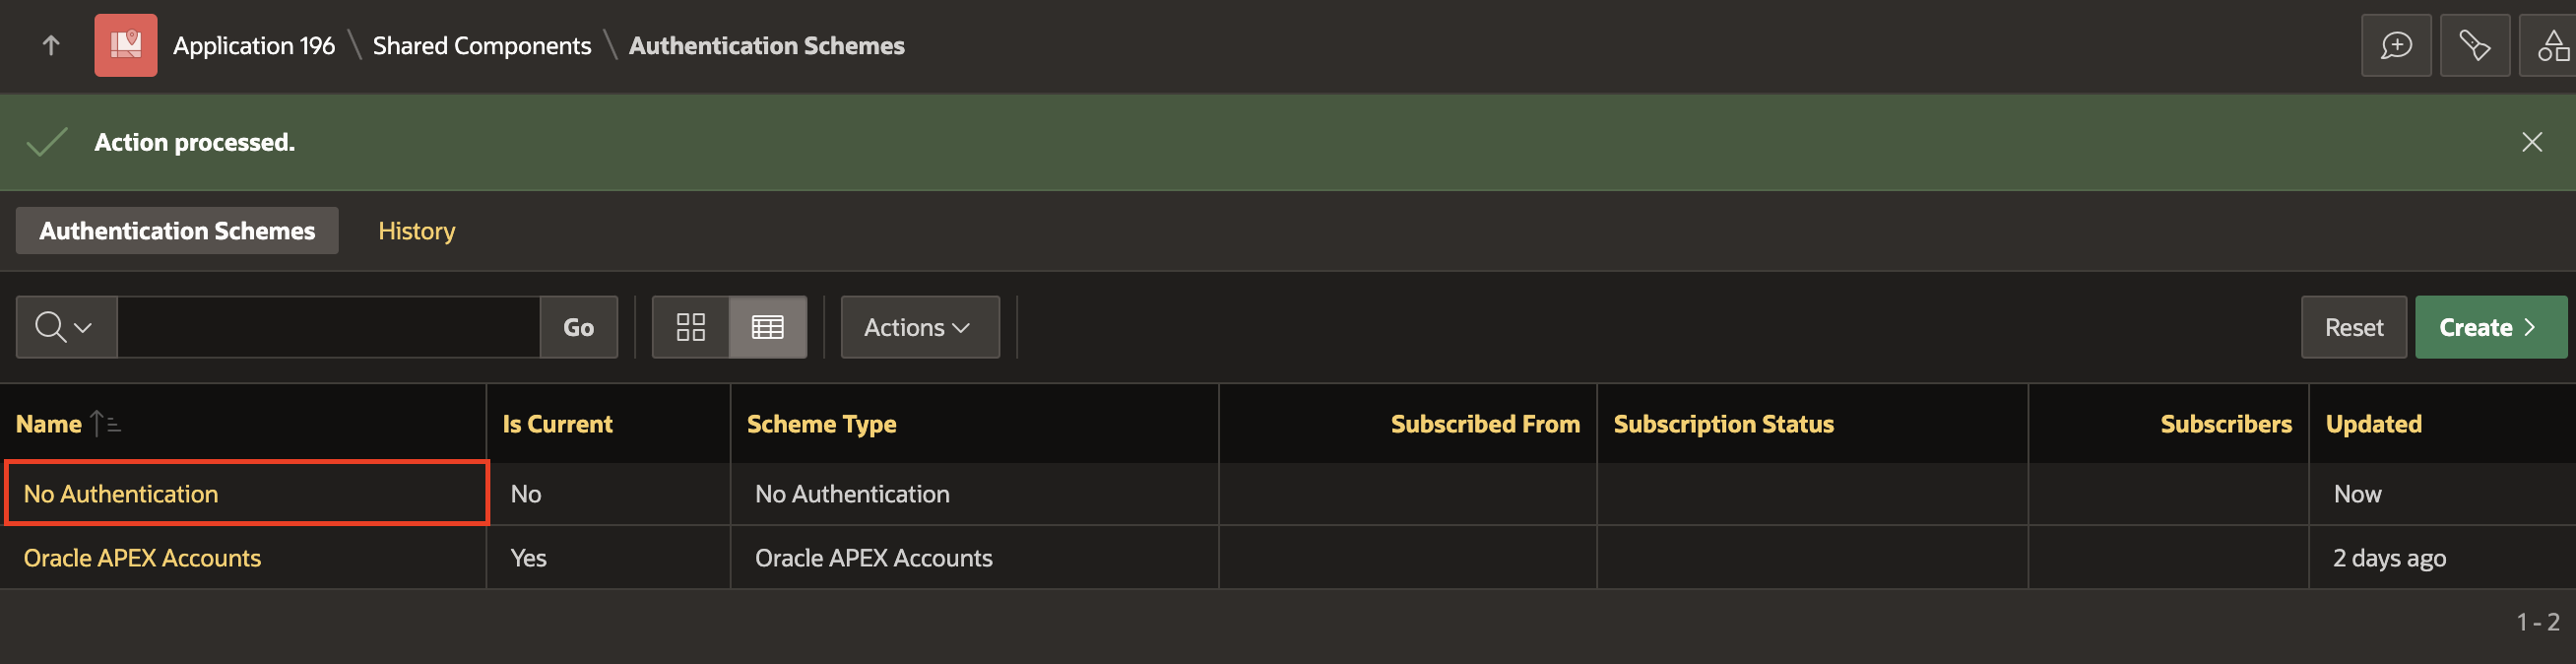 Application 196 \ Shared Components \ Authentication Schemes
Action processed.
Authentication Schemes History
Go Actions Reset Create
Name Is Current Scheme Type Subscribed From Subscription Status Subscribers Updated
No Authentication No No Authentication Now
Oracle APEX Accounts Yes Oracle APEX Accounts 2 days ago
1 - 2